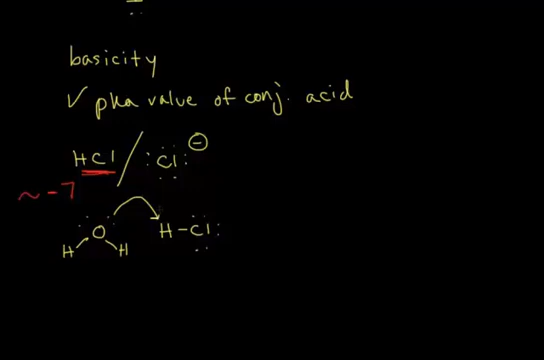 basicity
✓ pka value of conj. acid
HCl / :Cl: −
~ -7
O H-Cl:
H H